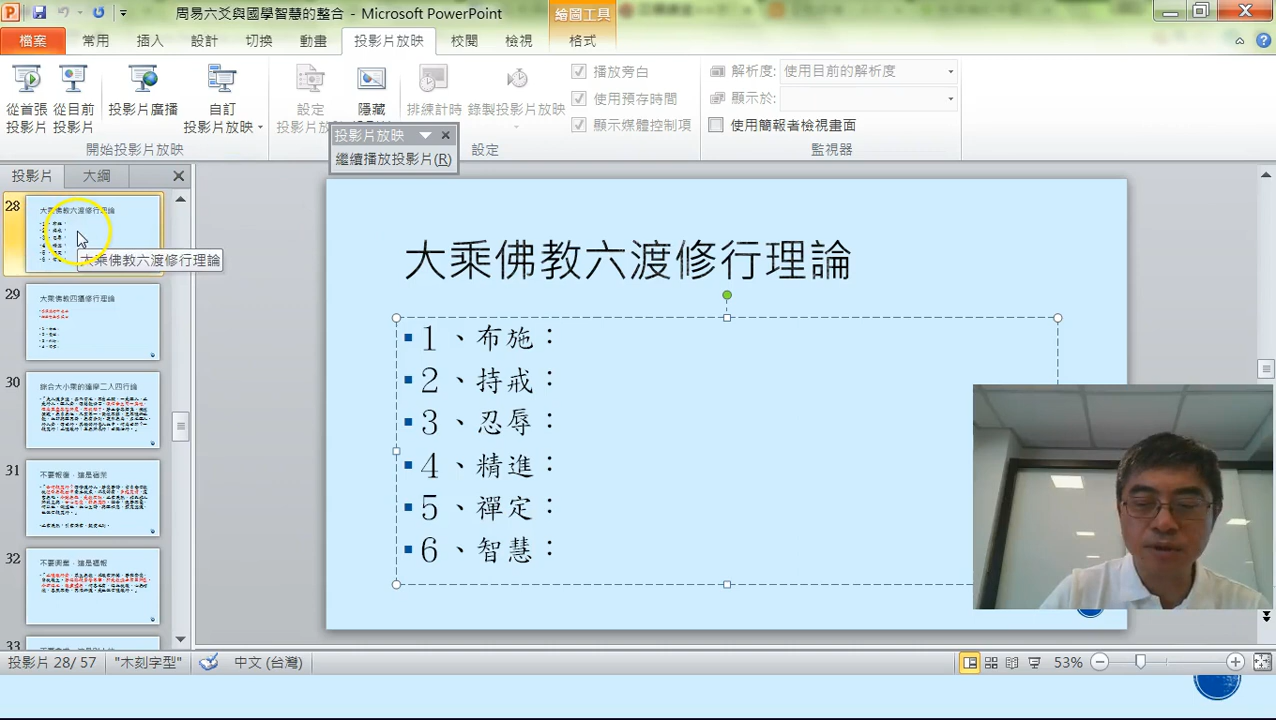 周易六爻與國學智慧的整合 - Microsoft PowerPoint
繪圖工具
檔案 常用 插入 設計 切換 動畫 投影片放映 校閱 檢視 格式
從首張投影片
從目前投影片
投影片廣播
自訂投影片放映
設定
隱藏
排練計時
錄製投影片放映
播放旁白
使用預存時間
顯示媒體控制項
解析度: 使用目前的解析度
顯示於:
使用簡報者檢視畫面
開始投影片放映
設定
監視器
投影片放映
繼續播放投影片(R)
投影片 大綱
28
大乘佛教六渡修行理論
大乘佛教六渡修行理論
29
大乘佛教四攝修行理論
30
31
32
33
大乘佛教六渡修行理論
1、布施：
2、持戒：
3、忍辱：
4、精進：
5、禪定：
6、智慧：
投影片 28/ 57 "木刻字型" 中文 (台灣) 53%